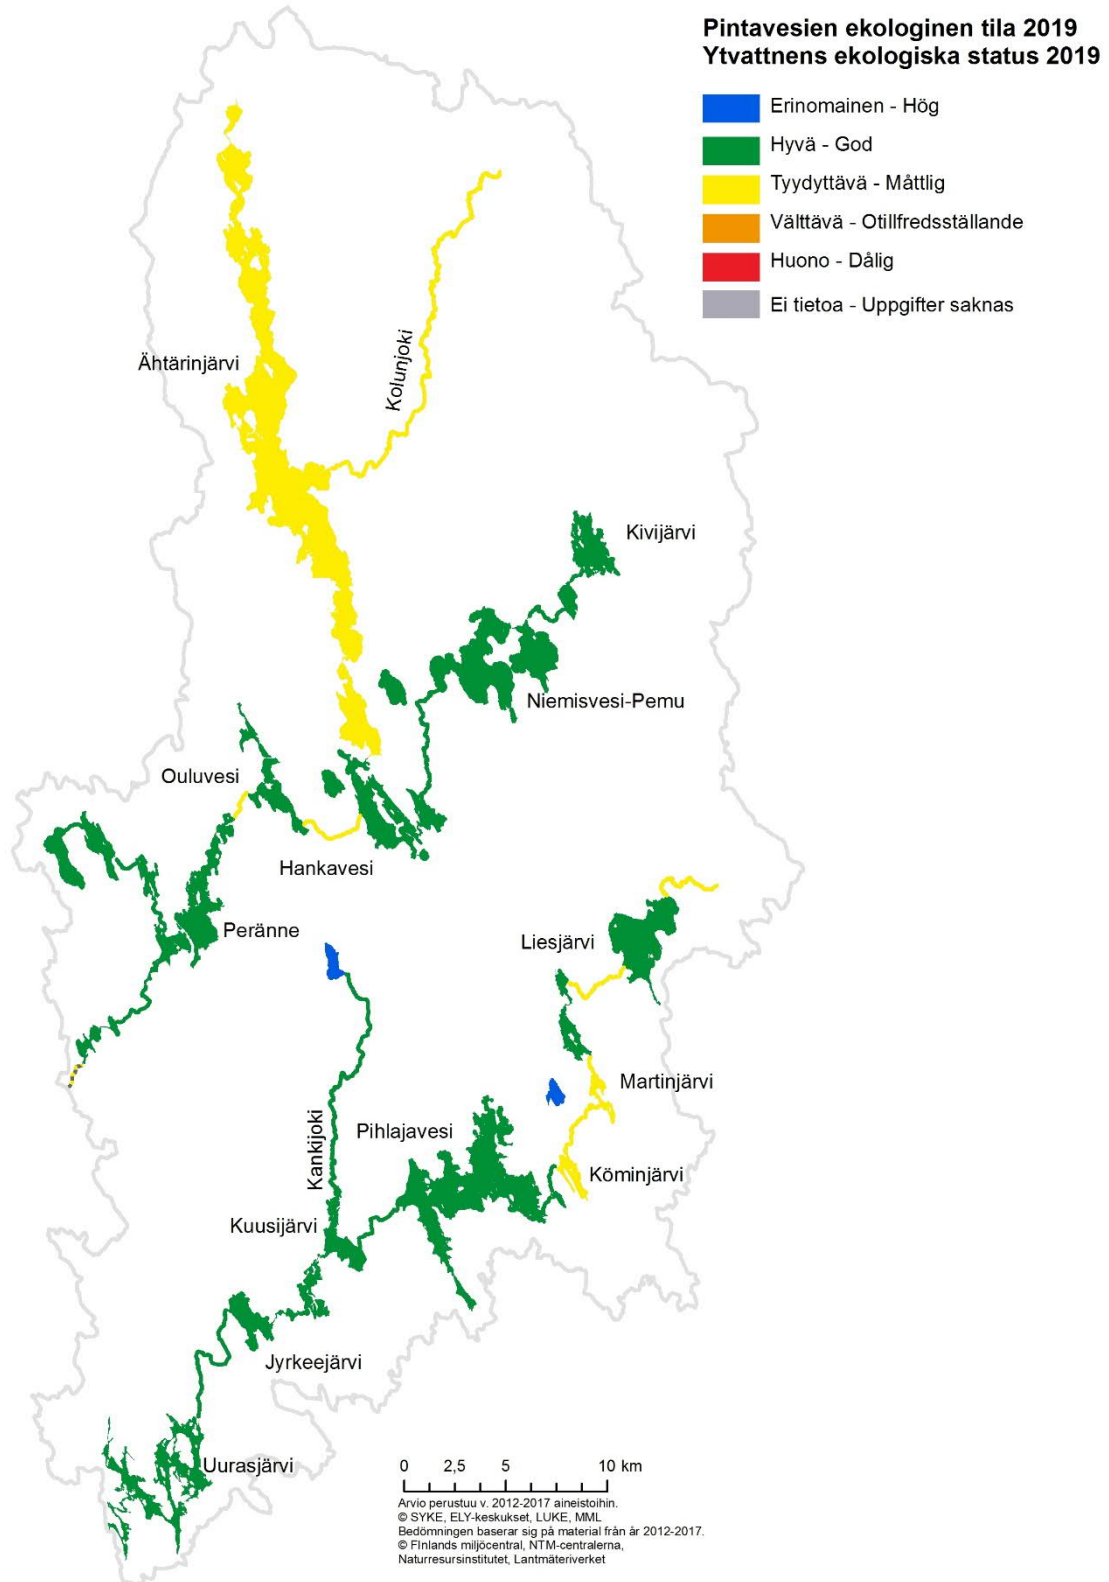 Pintavesien ekologinen tila 2019
Ytvattnens ekologiska status 2019
Erinomainen - Hög
Hyvä - God
Tyydyttävä - Måttlig
Välttävä - Otillfredsställande
Huono - Dålig
Ei tietoa - Uppgifter saknas
Ähtärinjärvi
Kolunjoki
Kivijärvi
Niemisvesi-Pemu
Ouluvesi
Hankavesi
Peränne
Liesjärvi
Martinjärvi
Kankijoki
Pihlajavesi
Köminjärvi
Kuusijärvi
Jyrkeejärvi
Uurasjärvi
0 2,5 5 10 km
Arvio perustuu v. 2012-2017 aineistoihin.
© SYKE, ELY-keskukset, LUKE, MML
Bedömningen baserar sig på material från år 2012-2017.
© FInlands miljöcentral, NTM-centralerna,
Naturresursinstitutet, Lantmäteriverket